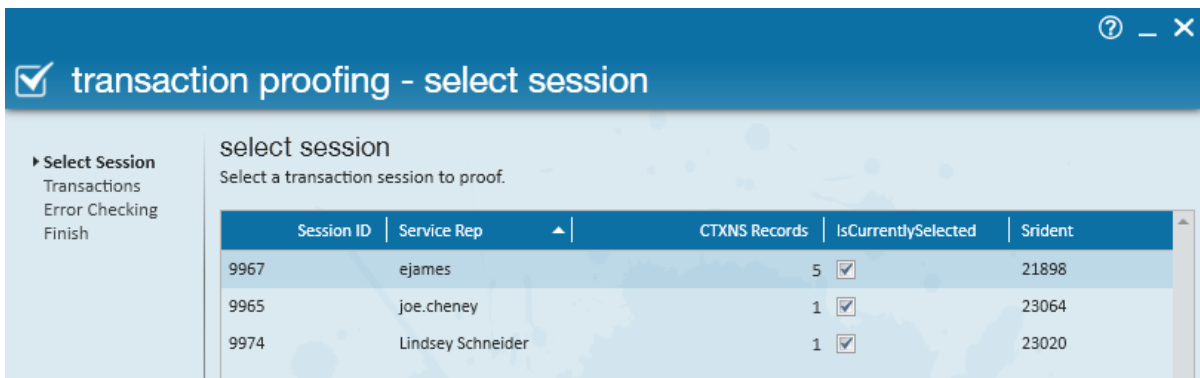 transaction proofing - select session
Select Session
Transactions
Error Checking
Finish
select session
Select a transaction session to proof.
Session ID Service Rep CTXNS Records IsCurrentlySelected Srident
9967 ejames 5 21898
9965 joe.cheney 1 23064
9974 Lindsey Schneider 1 23020